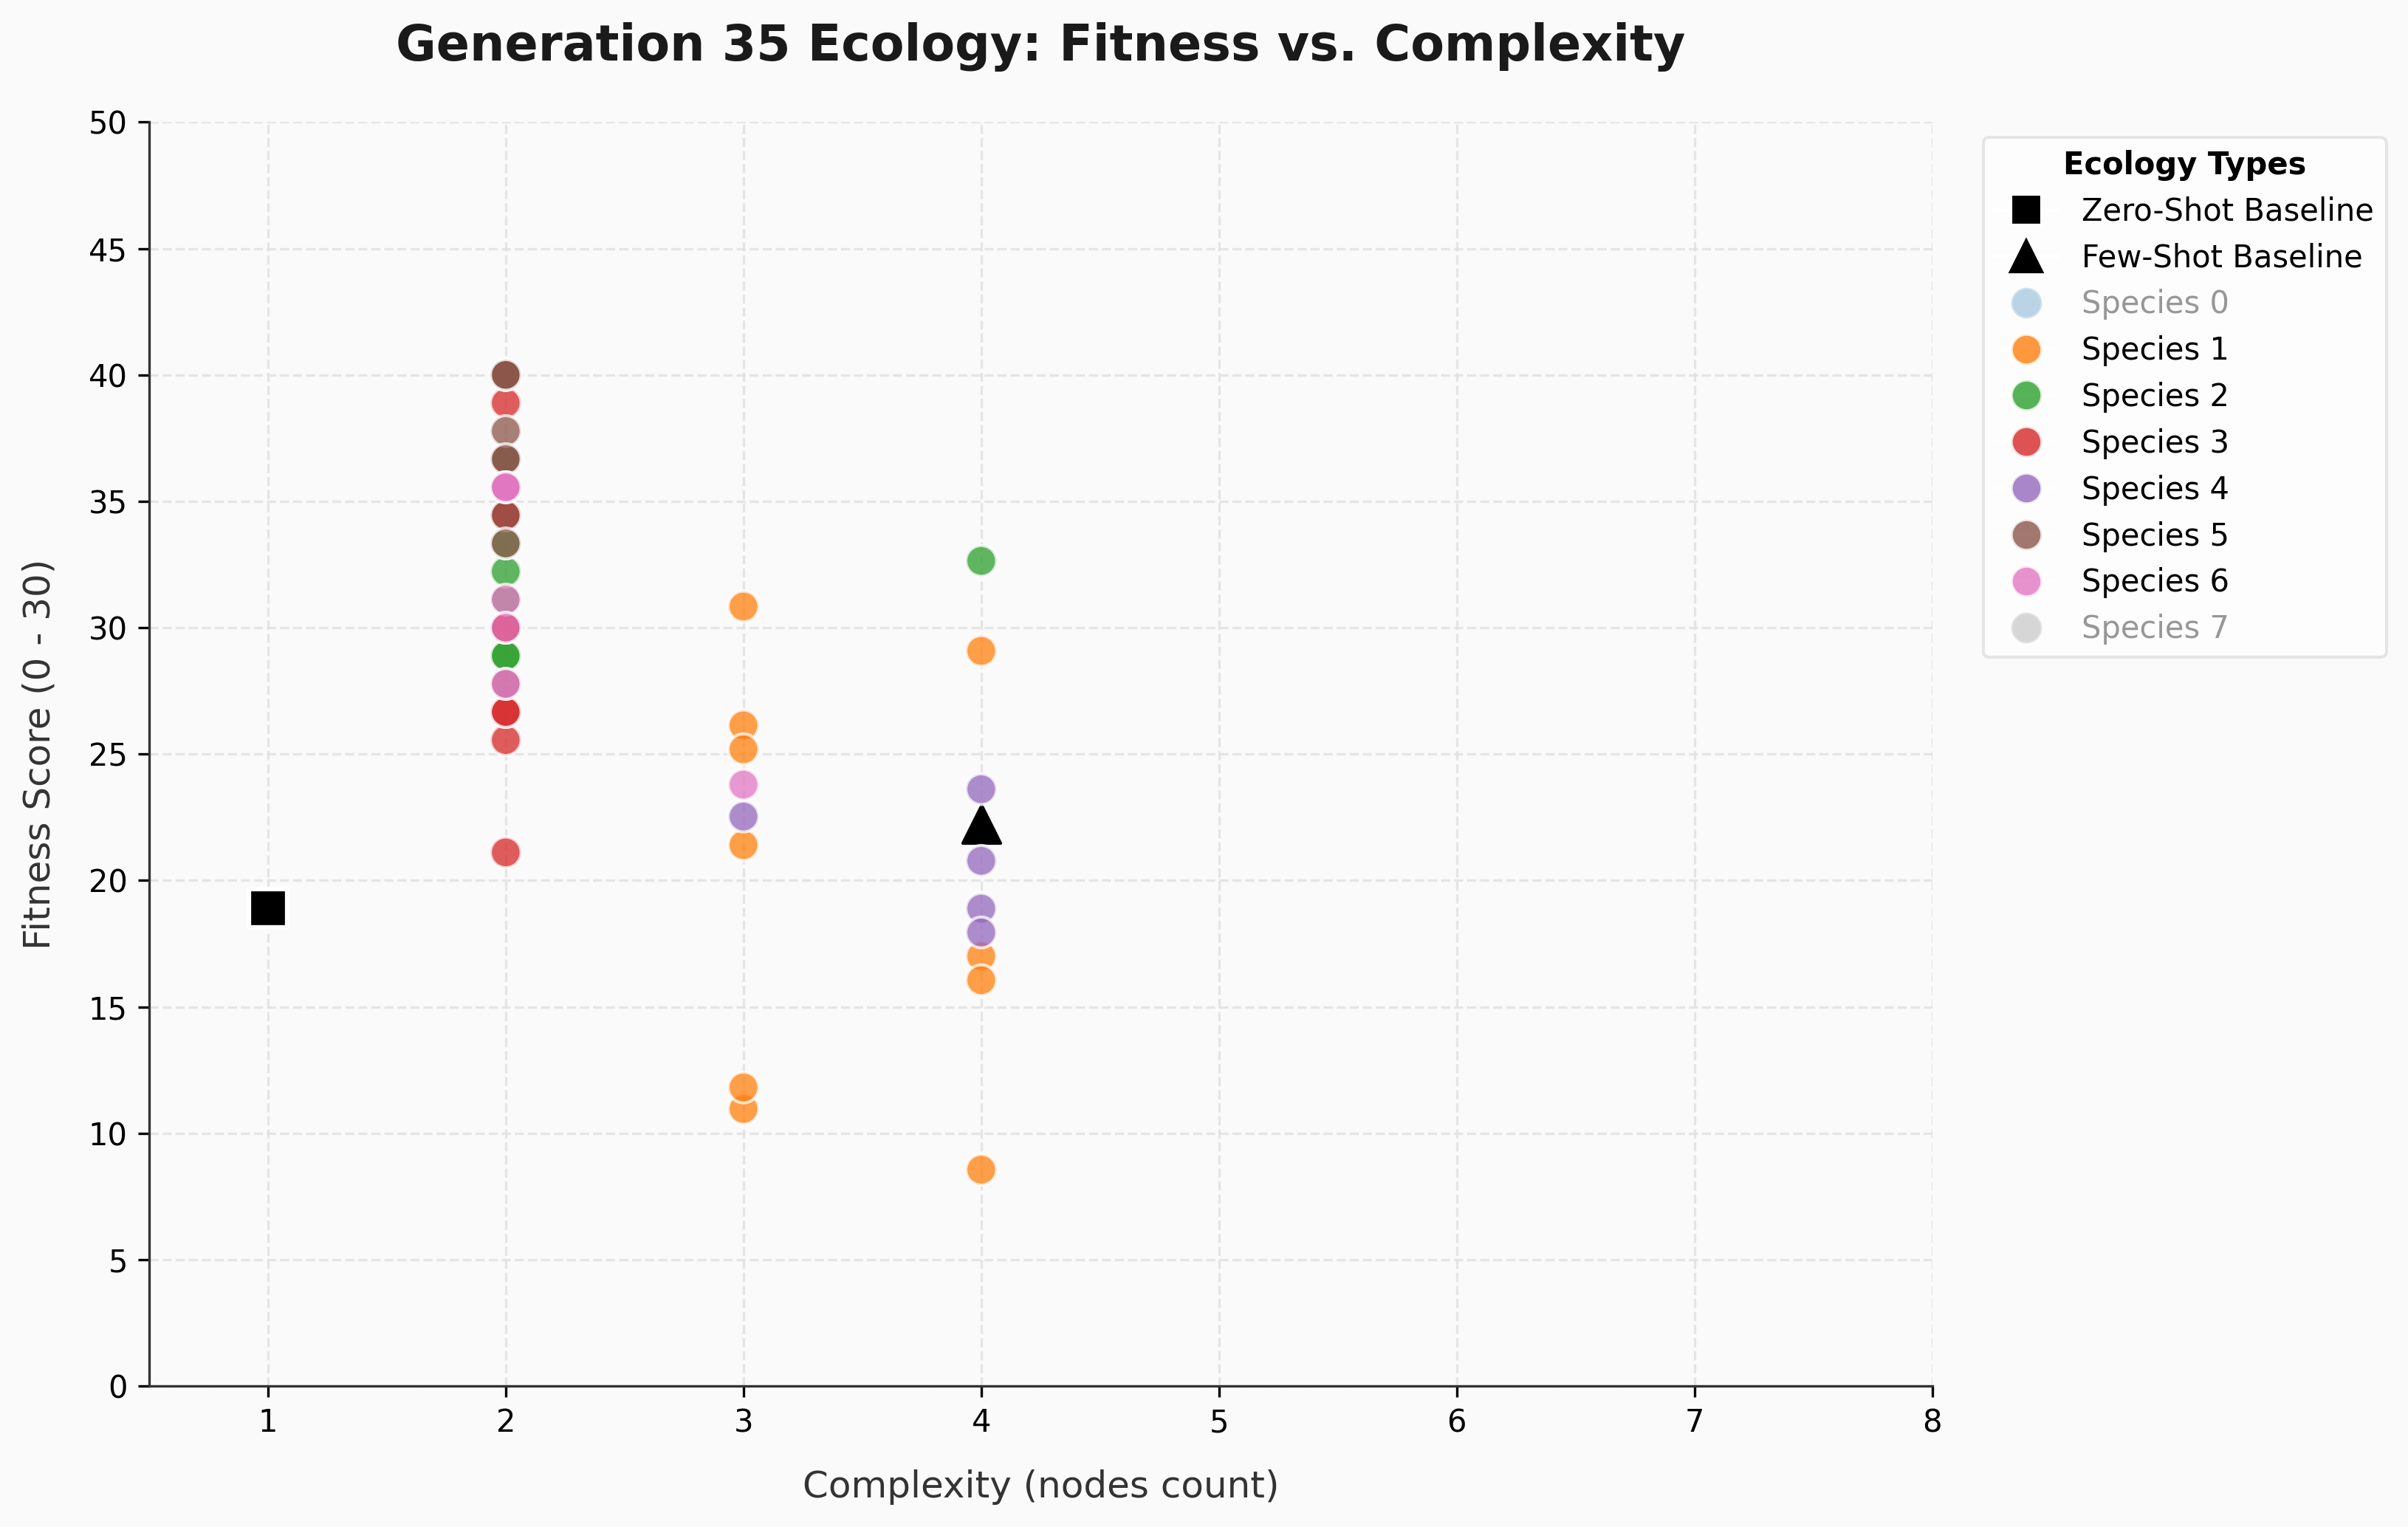 Generation 35 Ecology: Fitness vs. Complexity
Fitness Score (0 - 30)
50
45
40
35
30
25
20
15
10
5
0
1 2 3 4 5 6 7 8
Complexity (nodes count)
Ecology Types
Zero-Shot Baseline
Few-Shot Baseline
Species 0
Species 1
Species 2
Species 3
Species 4
Species 5
Species 6
Species 7